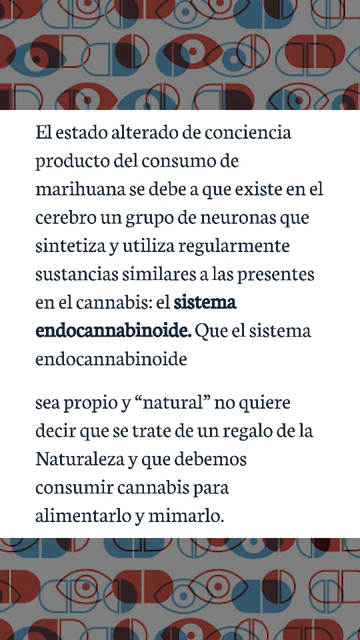 El estado alterado de conciencia
producto del consumo de
marihuana se debe a que existe en el
cerebro un grupo de neuronas que
sintetiza y utiliza regularmente
sustancias similares a las presentes
en el cannabis: el sistema
endocannabinoide. Que el sistema
endocannabinoide
sea propio y “natural” no quiere
decir que se trate de un regalo de la
Naturaleza y que debemos
consumir cannabis para
alimentarlo y mimarlo.